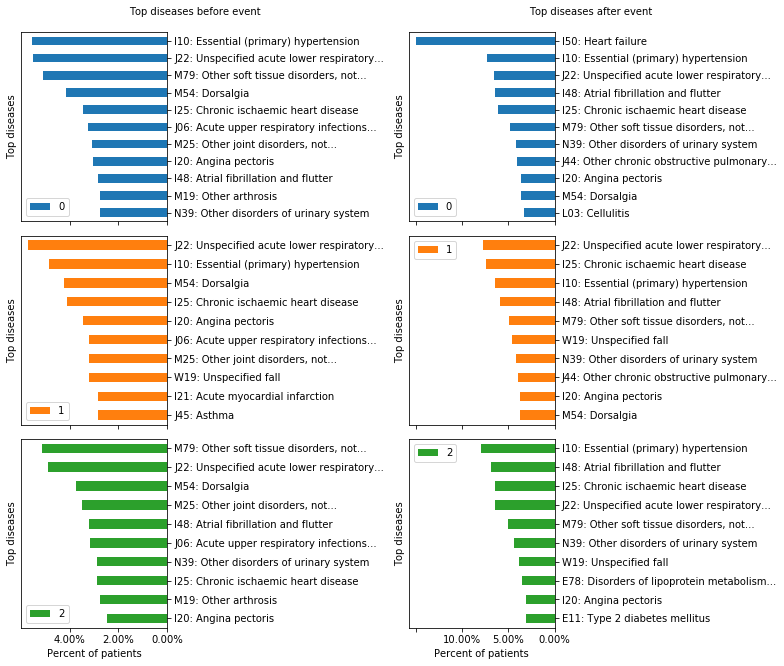 Top diseases before event
Top diseases
I10: Essential (primary) hypertension
J22: Unspecified acute lower respiratory...
M79: Other soft tissue disorders, not...
M54: Dorsalgia
I25: Chronic ischaemic heart disease
J06: Acute upper respiratory infections...
M25: Other joint disorders, not...
I20: Angina pectoris
I48: Atrial fibrillation and flutter
M19: Other arthrosis
N39: Other disorders of urinary system
0
Top diseases after event
Top diseases
I50: Heart failure
I10: Essential (primary) hypertension
J22: Unspecified acute lower respiratory...
I48: Atrial fibrillation and flutter
I25: Chronic ischaemic heart disease
M79: Other soft tissue disorders, not...
N39: Other disorders of urinary system
J44: Other chronic obstructive pulmonary...
I20: Angina pectoris
M54: Dorsalgia
L03: Cellulitis
0
Top diseases
J22: Unspecified acute lower respiratory...
I10: Essential (primary) hypertension
M54: Dorsalgia
I25: Chronic ischaemic heart disease
I20: Angina pectoris
J06: Acute upper respiratory infections...
M25: Other joint disorders, not...
W19: Unspecified fall
I21: Acute myocardial infarction
J45: Asthma
1
Top diseases
1
J22: Unspecified acute lower respiratory...
I25: Chronic ischaemic heart disease
I10: Essential (primary) hypertension
I48: Atrial fibrillation and flutter
M79: Other soft tissue disorders, not...
W19: Unspecified fall
N39: Other disorders of urinary system
J44: Other chronic obstructive pulmonary...
I20: Angina pectoris
M54: Dorsalgia
Top diseases
M79: Other soft tissue disorders, not...
J22: Unspecified acute lower respiratory...
M54: Dorsalgia
M25: Other joint disorders, not...
I48: Atrial fibrillation and flutter
J06: Acute upper respiratory infections...
N39: Other disorders of urinary system
I25: Chronic ischaemic heart disease
M19: Other arthrosis
I20: Angina pectoris
2
4.00% 2.00% 0.00%
Percent of patients
Top diseases
2
I10: Essential (primary) hypertension
I48: Atrial fibrillation and flutter
I25: Chronic ischaemic heart disease
J22: Unspecified acute lower respiratory...
M79: Other soft tissue disorders, not...
N39: Other disorders of urinary system
W19: Unspecified fall
E78: Disorders of lipoprotein metabolism...
I20: Angina pectoris
E11: Type 2 diabetes mellitus
10.00% 5.00% 0.00%
Percent of patients